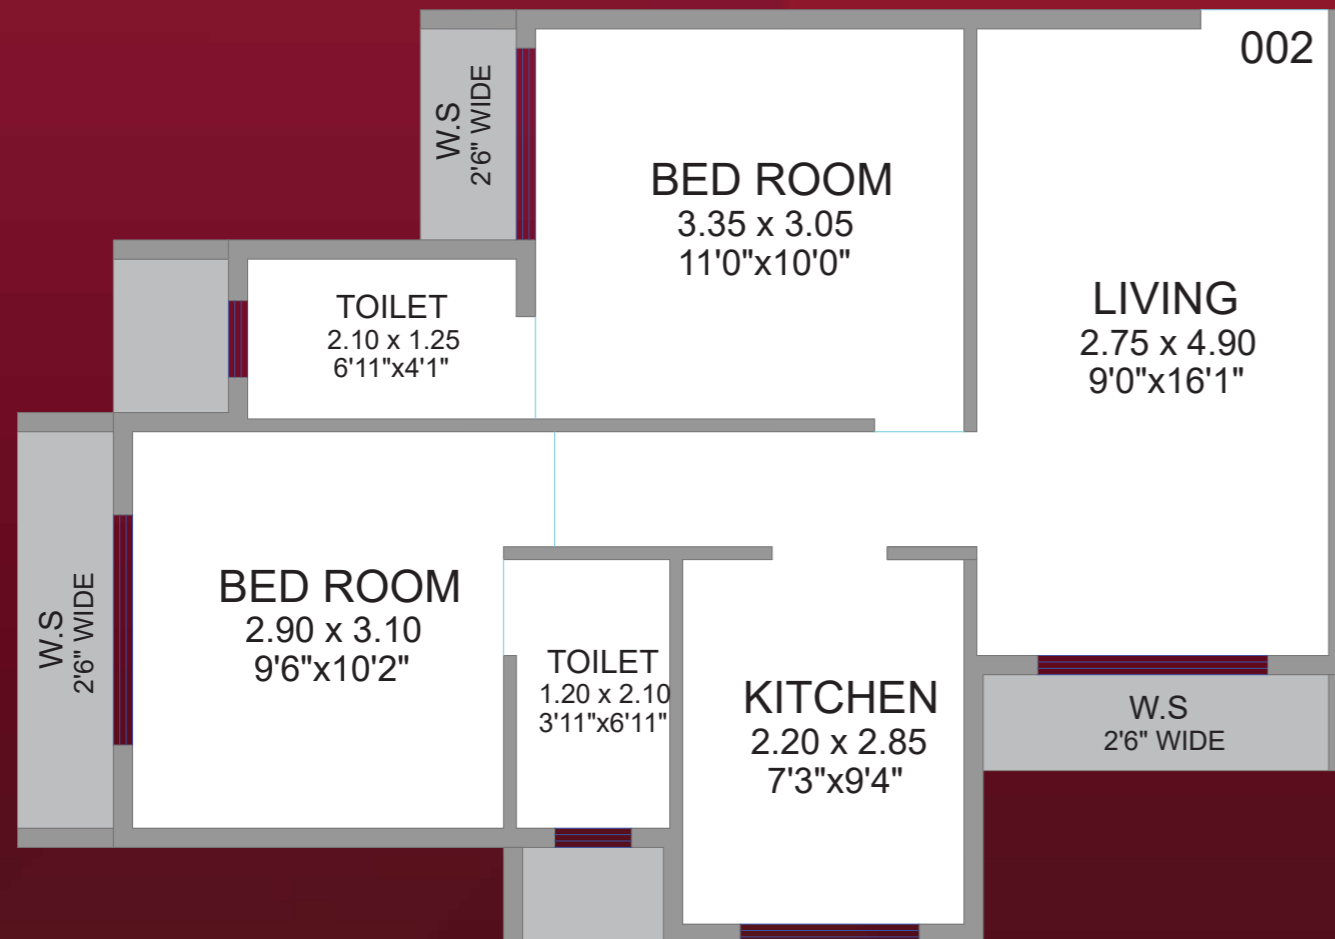 002
W.S
2'6" WIDE
BED ROOM
3.35 x 3.05
11'0"x10'0"
LIVING
2.75 x 4.90
9'0"x16'1"
TOILET
2.10 x 1.25
6'11"x4'1"
W.S
2'6" WIDE
BED ROOM
2.90 x 3.10
9'6"x10'2"
TOILET
1.20 x 2.10
3'11"x6'11"
KITCHEN
2.20 x 2.85
7'3"x9'4"
W.S
2'6" WIDE